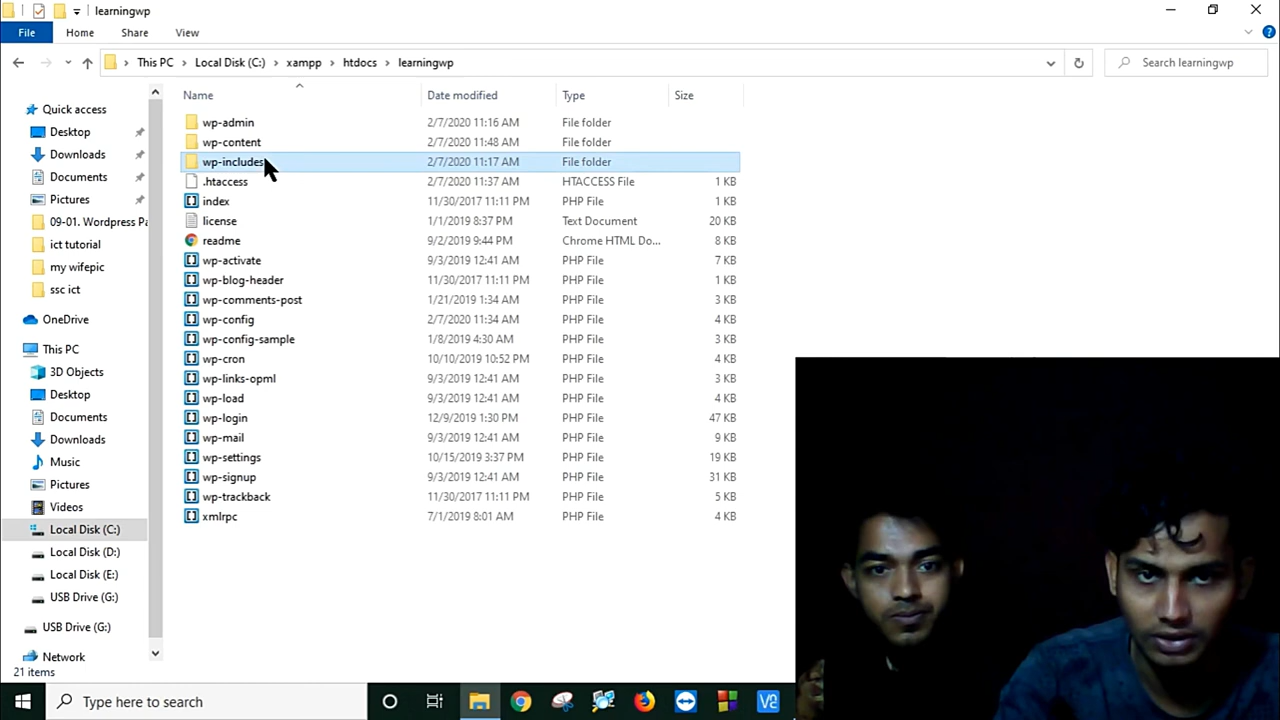 learningwp
File Home Share View
This PC Local Disk (C:) xampp htdocs learningwp
Search learningwp
Name Date modified Type Size
Quick access
Desktop
Downloads
Documents
Pictures
09-01. Wordpress Pa
ict tutorial
my wifepic
ssc ict
OneDrive
This PC
3D Objects
Desktop
Documents
Downloads
Music
Pictures
Videos
Local Disk (C:)
Local Disk (D:)
Local Disk (E:)
USB Drive (G:)
USB Drive (G:)
Network
wp-admin 2/7/2020 11:16 AM File folder
wp-content 2/7/2020 11:48 AM File folder
wp-includes 2/7/2020 11:17 AM File folder
.htaccess 2/7/2020 11:37 AM HTACCESS File 1 KB
index 11/30/2017 11:11 PM PHP File 1 KB
license 1/1/2019 8:37 PM Text Document 20 KB
readme 9/2/2019 9:44 PM Chrome HTML Do... 8 KB
wp-activate 9/3/2019 12:41 AM PHP File 7 KB
wp-blog-header 11/30/2017 11:11 PM PHP File 1 KB
wp-comments-post 1/21/2019 1:34 AM PHP File 3 KB
wp-config 2/7/2020 11:34 AM PHP File 4 KB
wp-config-sample 1/8/2019 4:30 AM PHP File 3 KB
wp-cron 10/10/2019 10:52 PM PHP File 4 KB
wp-links-opml 9/3/2019 12:41 AM PHP File 3 KB
wp-load 9/3/2019 12:41 AM PHP File 4 KB
wp-login 12/9/2019 1:30 PM PHP File 47 KB
wp-mail 9/3/2019 12:41 AM PHP File 9 KB
wp-settings 10/15/2019 3:37 PM PHP File 19 KB
wp-signup 9/3/2019 12:41 AM PHP File 31 KB
wp-trackback 11/30/2017 11:11 PM PHP File 5 KB
xmlrpc 7/1/2019 8:01 AM PHP File 4 KB
21 items
Type here to search